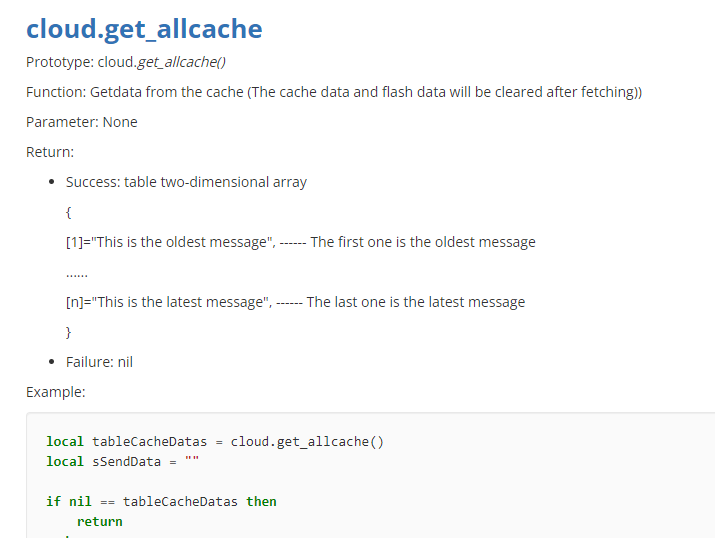 cloud.get_allcache
Prototype: cloud.get_allcache()
Function: Getdata from the cache (The cache data and flash data will be cleared after fetching))
Parameter: None
Return:
• Success: table two-dimensional array
{
[1]="This is the oldest message", ------ The first one is the oldest message
......
[n]="This is the latest message", ------ The last one is the latest message
}
• Failure: nil
Example:
local tableCacheDatas = cloud.get_allcache()
local sSendData = ""
if nil == tableCacheDatas then
    return